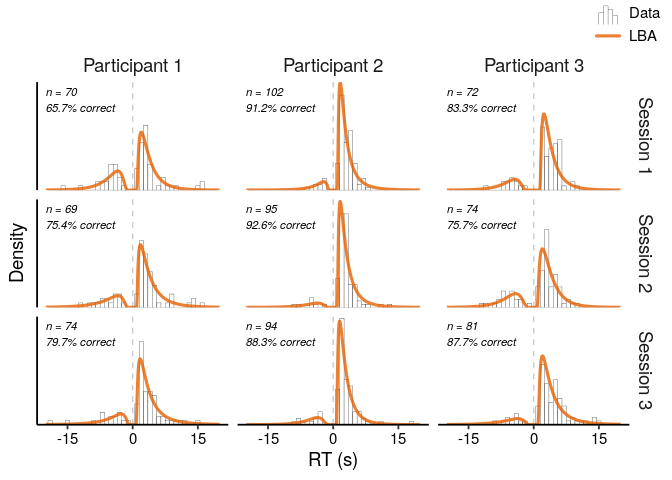 Data
LBA
Participant 1
Participant 2
Participant 3
n = 70
65.7% correct
n = 102
91.2% correct
n = 72
83.3% correct
Session 1
n = 69
75.4% correct
n = 95
92.6% correct
n = 74
75.7% correct
Session 2
n = 74
79.7% correct
n = 94
88.3% correct
n = 81
87.7% correct
Session 3
Density
-15 0 15
-15 0 15
-15 0 15
RT (s)